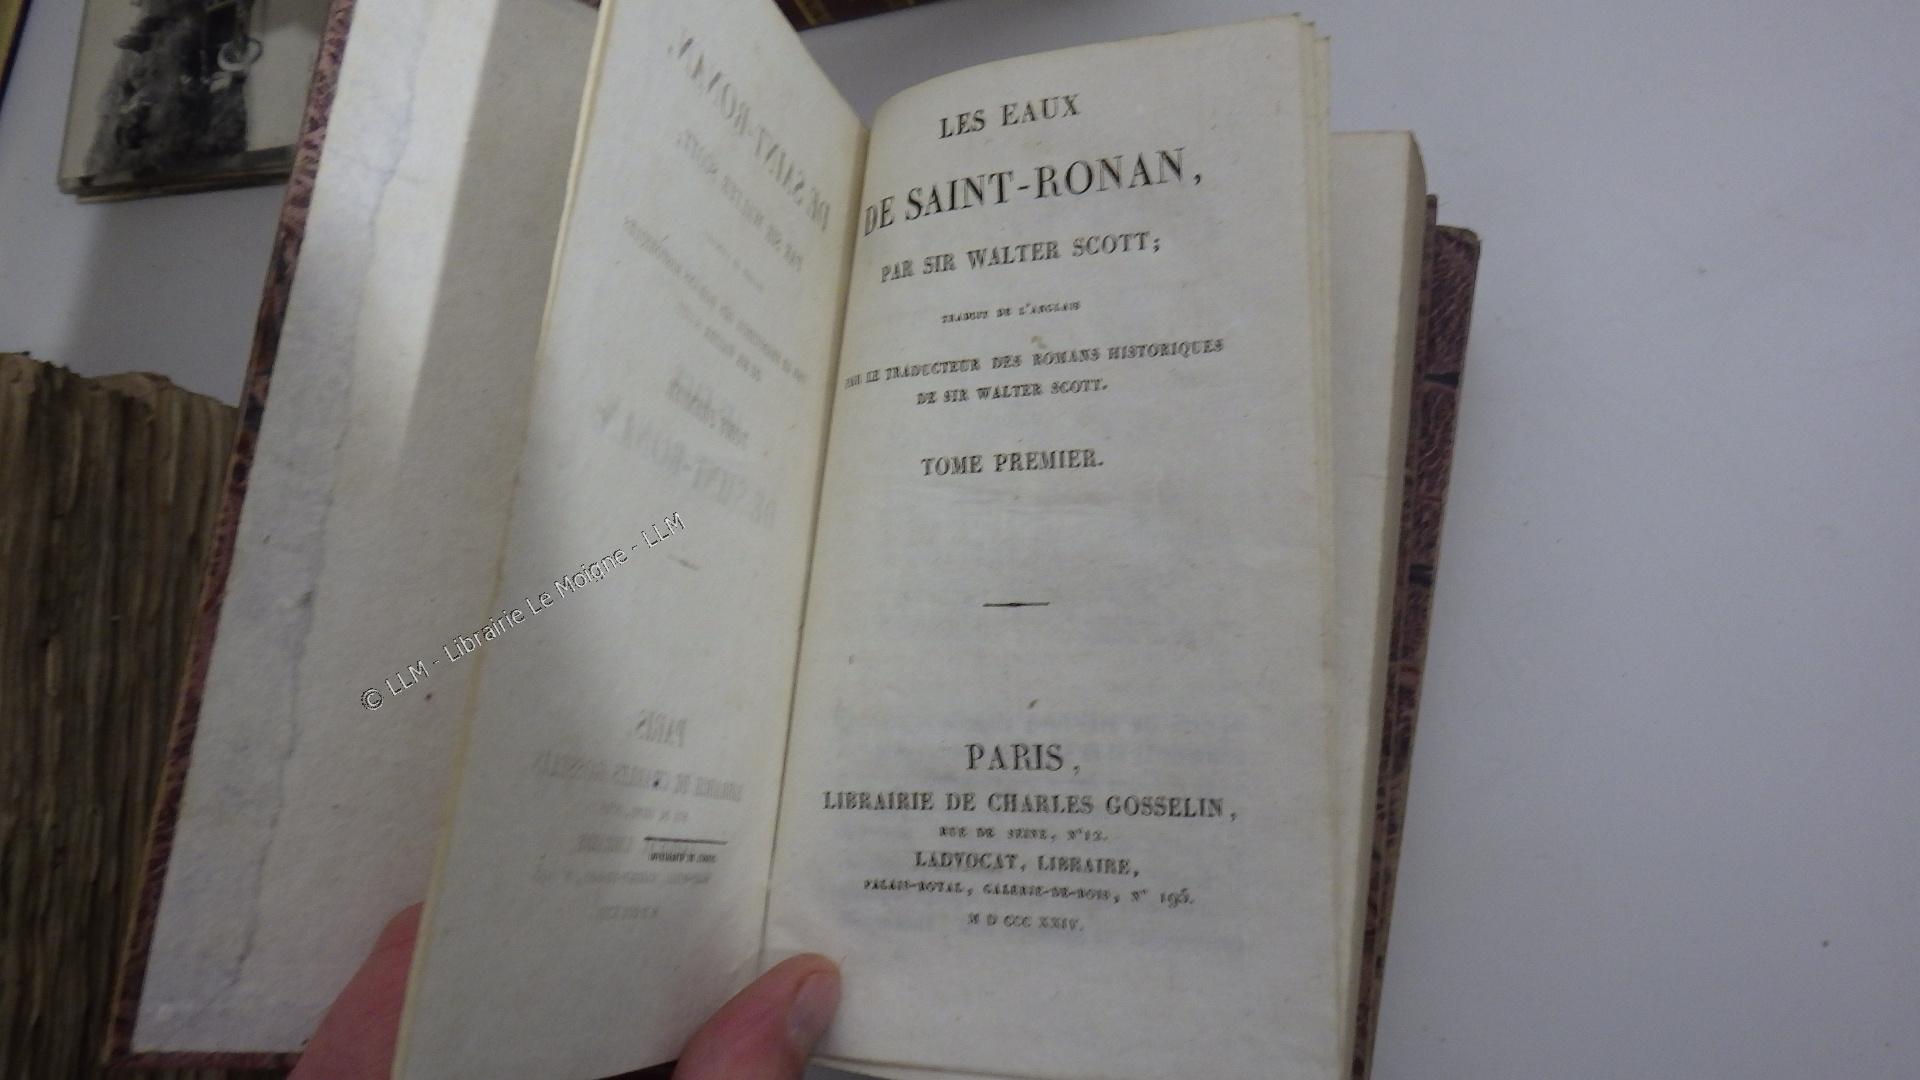 LES EAUX
DE SAINT-RONAN,
PAR SIR WALTER SCOTT;
TRADUIT DE L'ANGLAIS
PAR LE TRADUCTEUR DES ROMANS HISTORIQUES
DE SIR WALTER SCOTT.
TOME PREMIER.
PARIS,
LIBRAIRIE DE CHARLES GOSSELIN,
RUE DE SEINE, N° 12.
LADVOCAT, LIBRAIRE,
PALAIS-ROYAL, GALERIE-DE-BOIS, N° 195.
M D CCC XXIV.
© LLM - Librairie Le Moigne - LLM